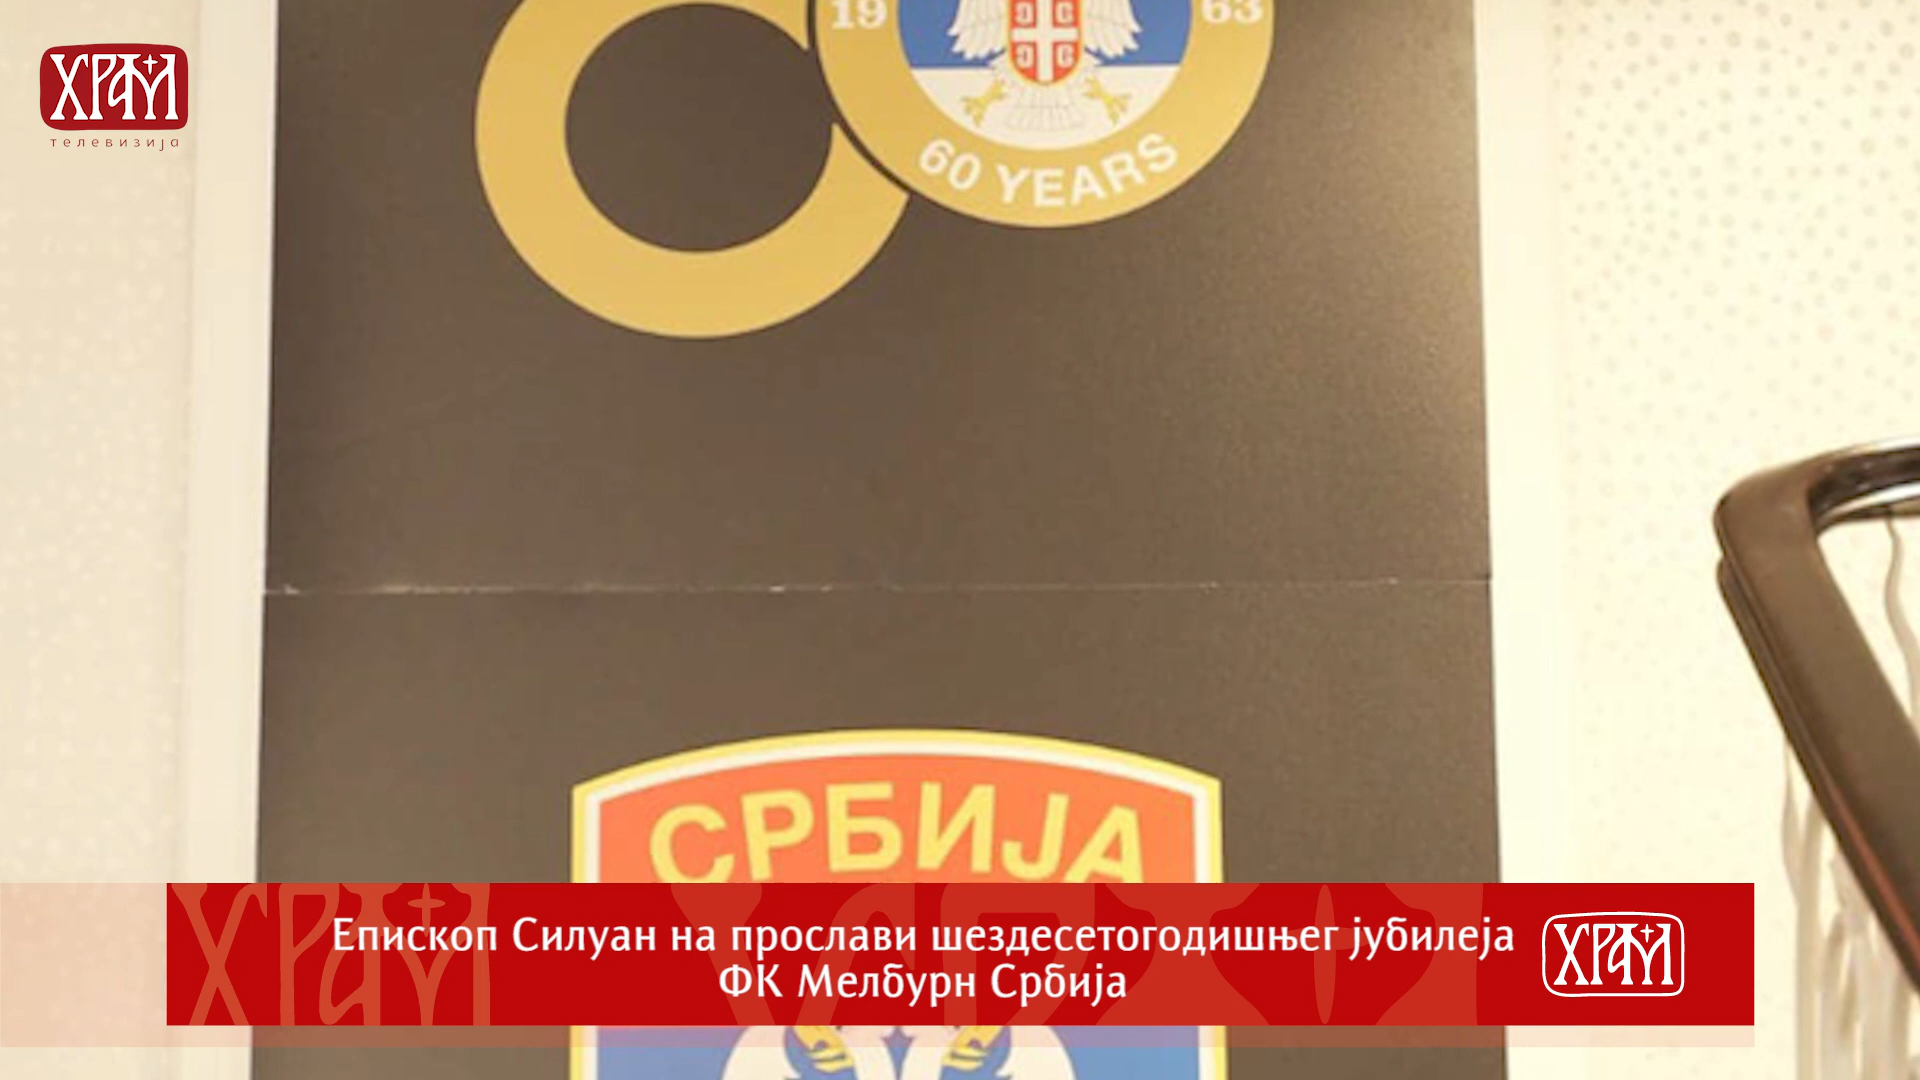 ХРАМ
телевизија
19 63
60 YEARS
СРБИЈА
Епископ Силуан на прослави шездесетогодишњег јубилеја
ФК Мелбурн Србија
ХРАМ